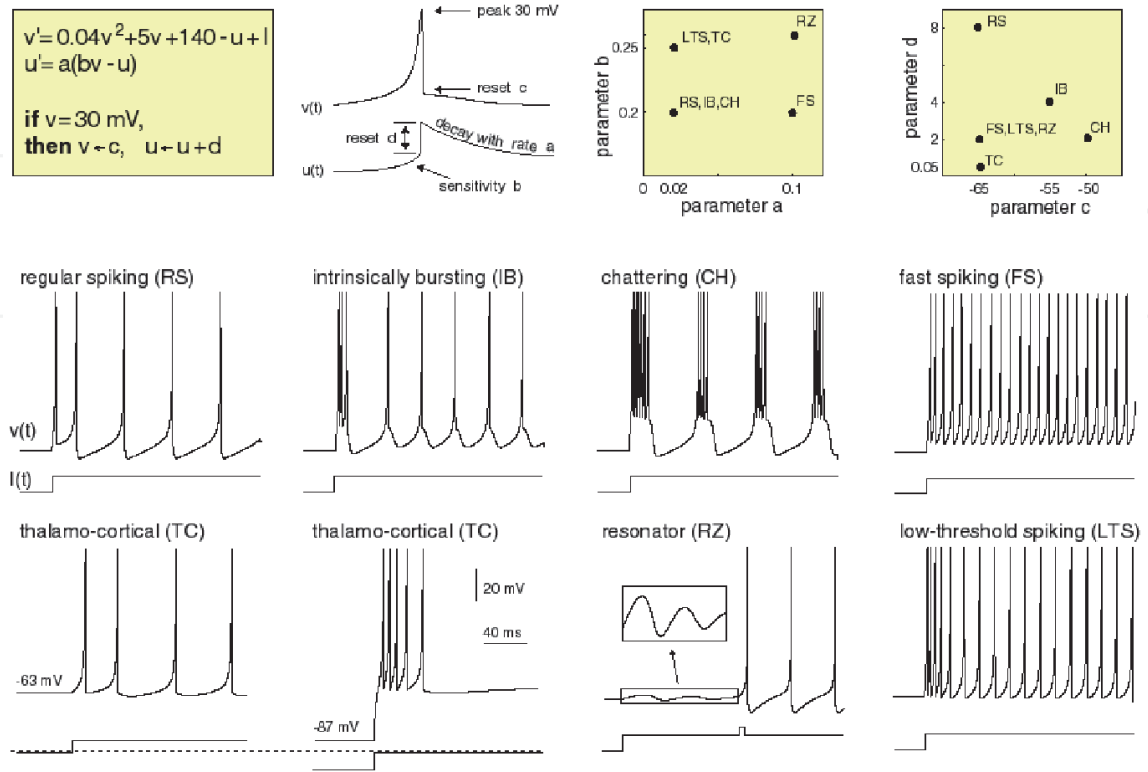 v'= 0.04v²+5v+140 - u + I
u'= a(bv - u)
if v = 30 mV,
then v←c, u←u+d
peak 30 mV
reset c
v(t)
reset d
decay with rate a
u(t)
sensitivity b
parameter b
0.25
0.2
LTS,TC
RZ
RS,IB,CH
FS
0
0.02
0.1
parameter a
parameter d
8
4
2
0.05
RS
IB
FS,LTS,RZ
CH
TC
-65
-55
-50
parameter c
regular spiking (RS)
intrinsically bursting (IB)
chattering (CH)
fast spiking (FS)
v(t)
I(t)
thalamo-cortical (TC)
thalamo-cortical (TC)
resonator (RZ)
low-threshold spiking (LTS)
20 mV
40 ms
-63 mV
-87 mV